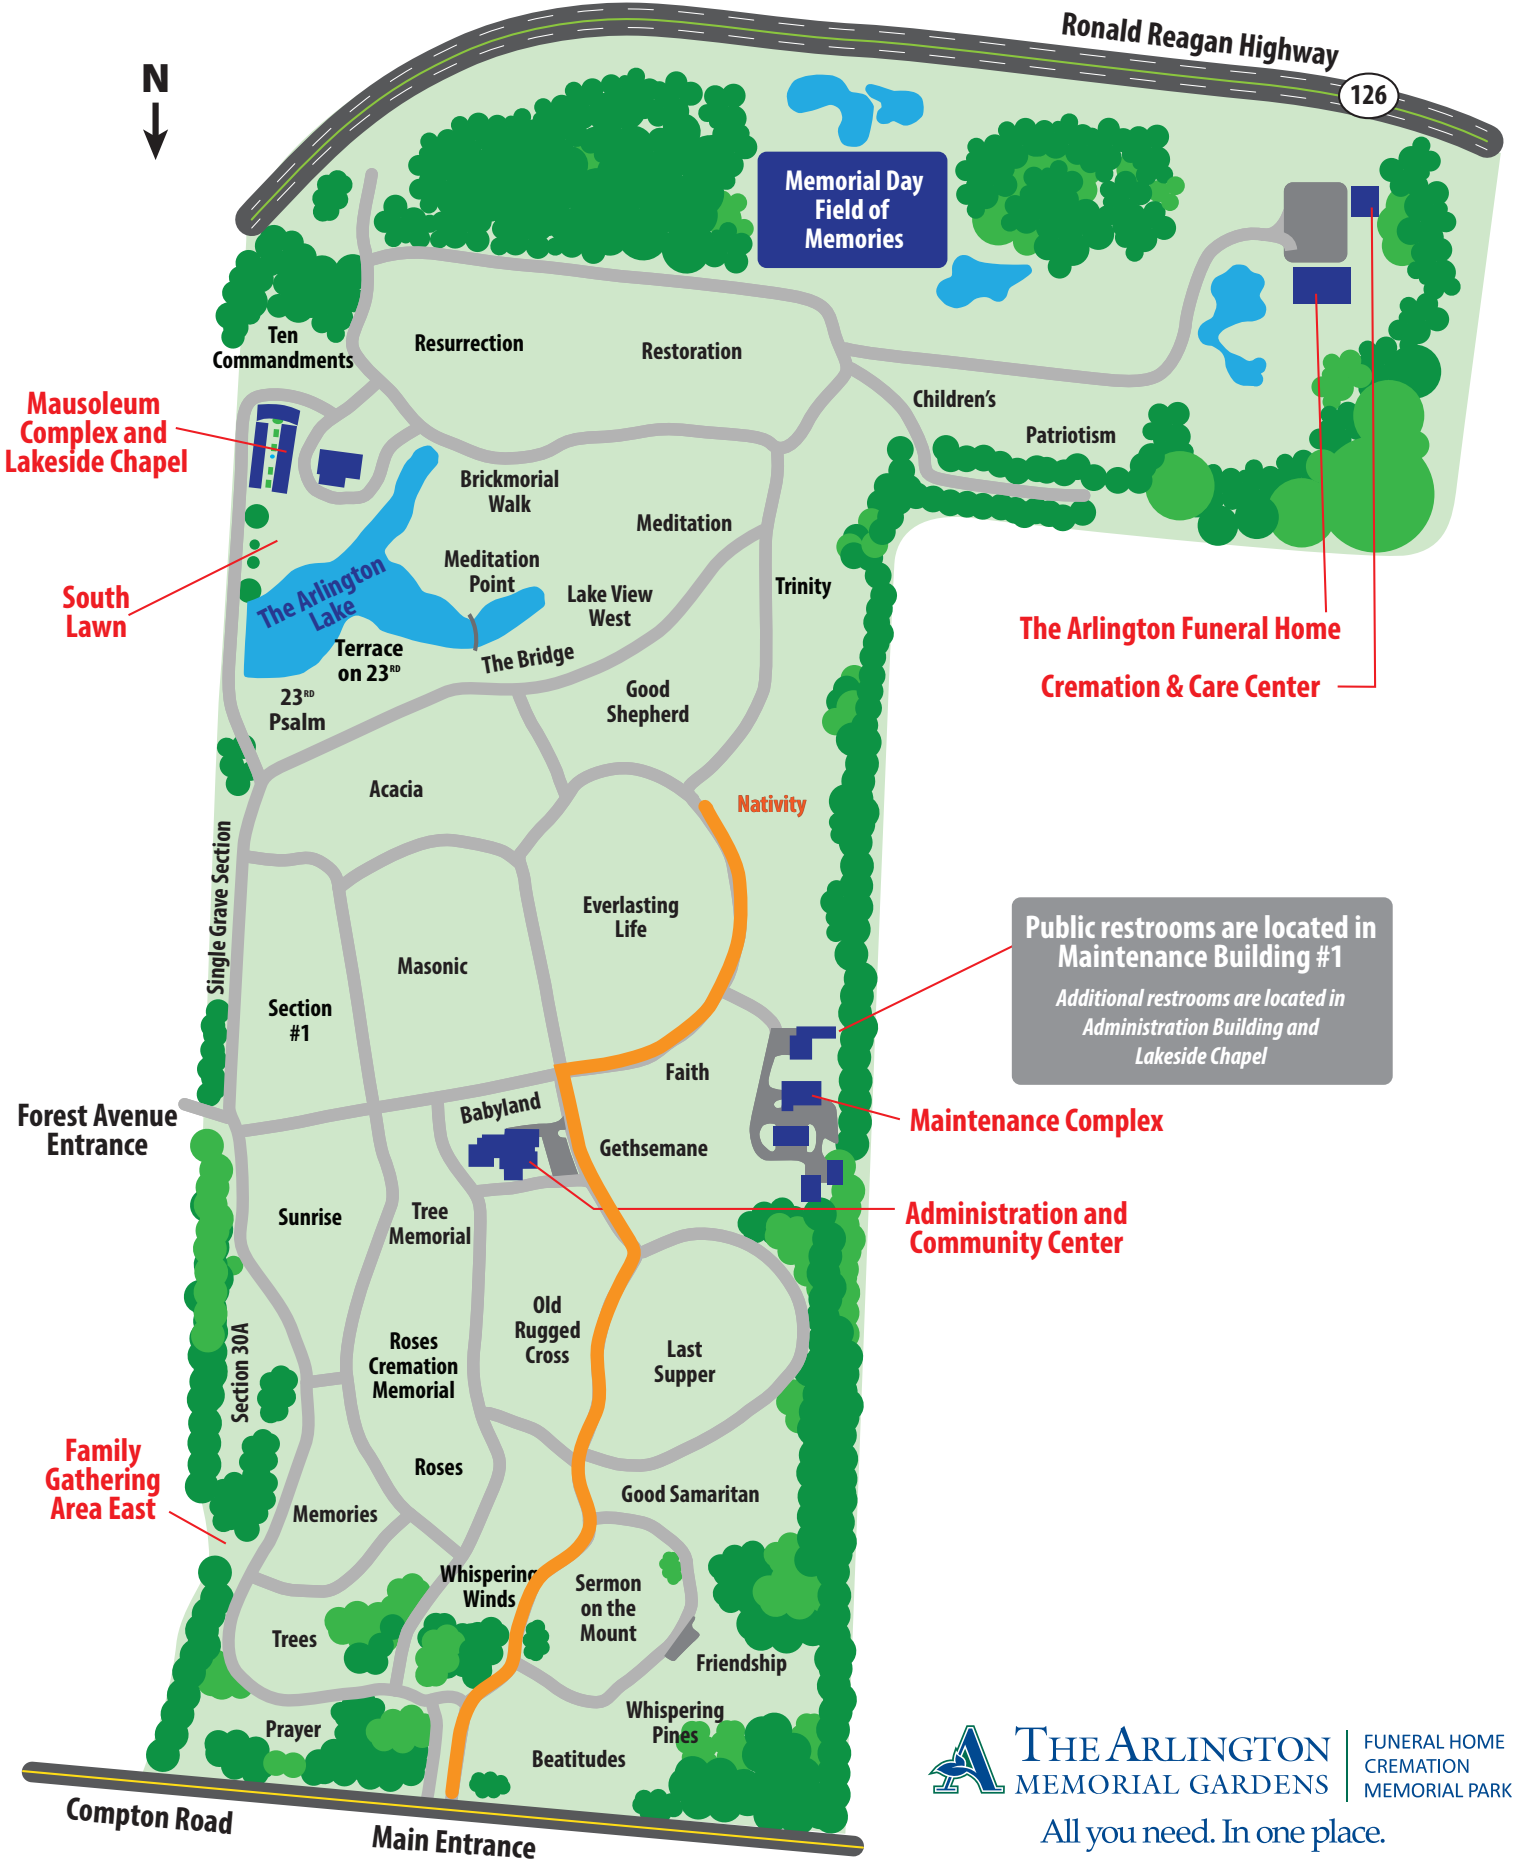 Ronald Reagan Highway
126
N
Memorial Day
Field of
Memories
Ten
Commandments
Resurrection
Restoration
Children's
Patriotism
Mausoleum
Complex and
Lakeside Chapel
Brickmorial
Walk
Meditation
Meditation
Point
The Arlington
Lake
South
Lawn
Lake View
West
Trinity
The Arlington Funeral Home
Cremation & Care Center
Terrace
on 23RD
The Bridge
23RD
Psalm
Good
Shepherd
Acacia
Nativity
Single Grave Section
Everlasting
Life
Masonic
Section
#1
Public restrooms are located in
Maintenance Building #1
Additional restrooms are located in
Administration Building and
Lakeside Chapel
Faith
Babyland
Forest Avenue
Entrance
Gethsemane
Maintenance Complex
Sunrise
Tree
Memorial
Administration and
Community Center
Old
Rugged
Cross
Last
Supper
Roses
Cremation
Memorial
Section 30A
Roses
Family
Gathering
Area East
Memories
Good Samaritan
Whispering
Winds
Sermon
on the
Mount
Trees
Friendship
Whispering
Pines
Prayer
Beatitudes
Compton Road
Main Entrance
A
THE ARLINGTON
MEMORIAL GARDENS
FUNERAL HOME
CREMATION
MEMORIAL PARK
All you need. In one place.